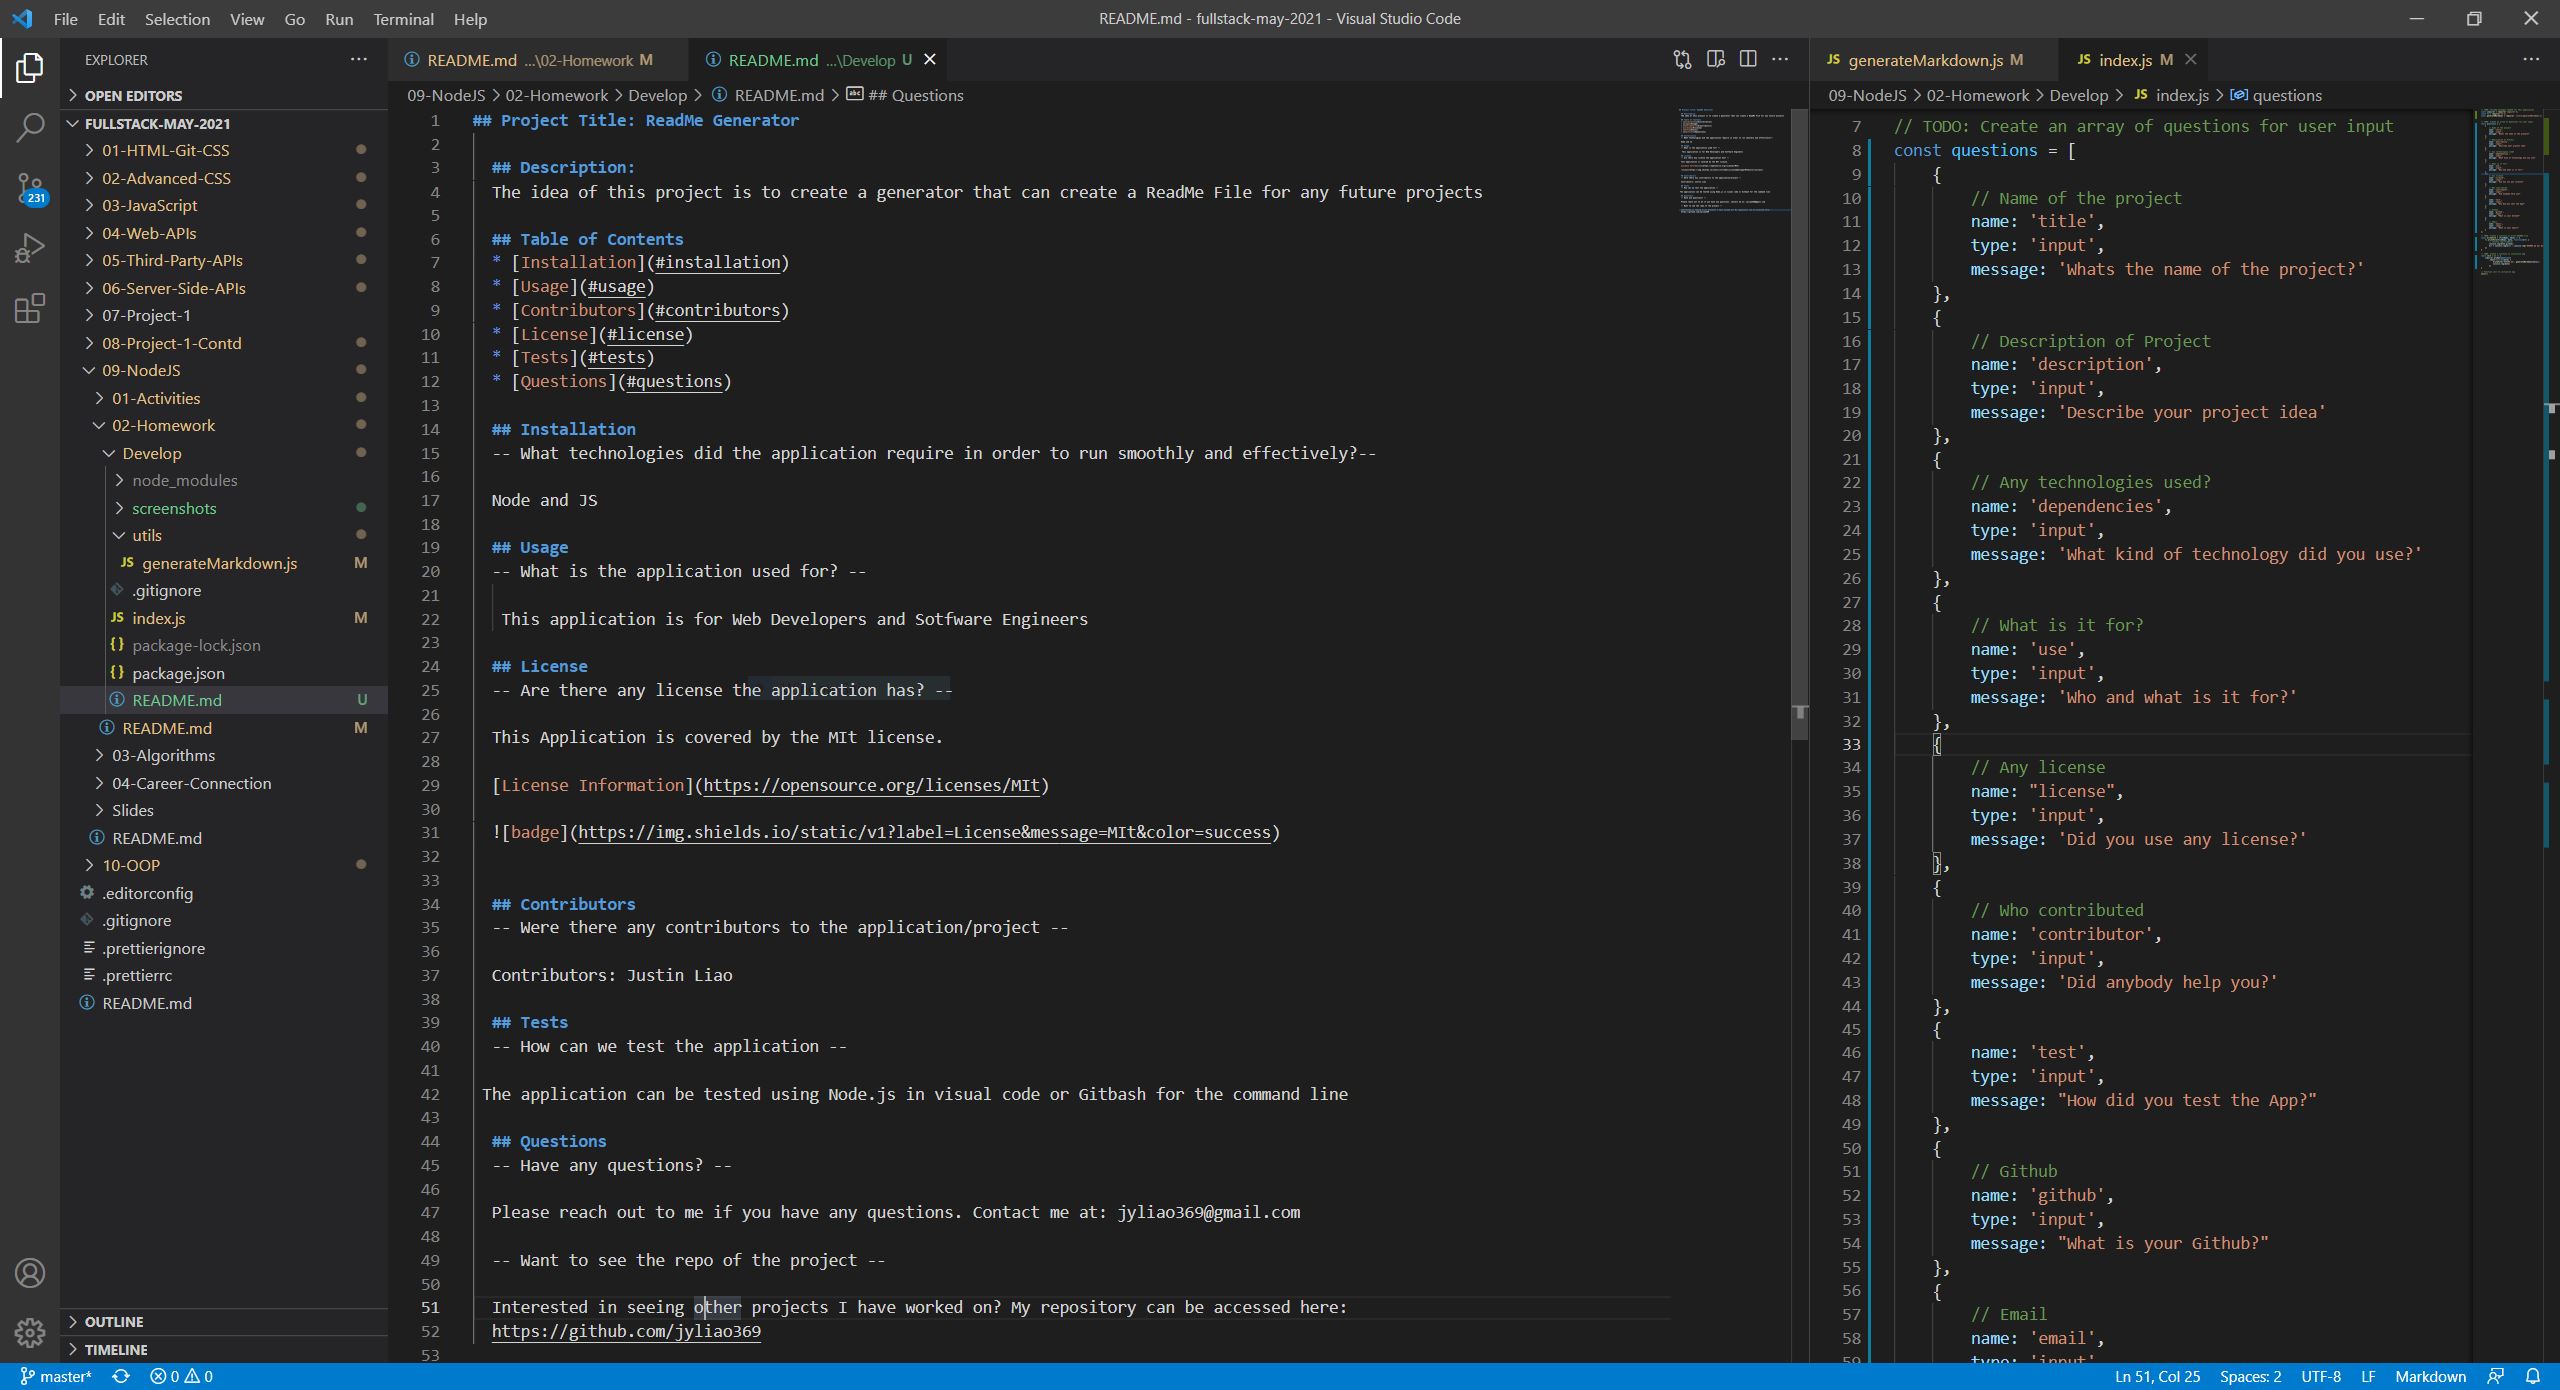 File Edit Selection View Go Run Terminal Help
README.md - fullstack-may-2021 - Visual Studio Code
EXPLORER
OPEN EDITORS
FULLSTACK-MAY-2021
01-HTML-Git-CSS
02-Advanced-CSS
03-JavaScript
04-Web-APIs
05-Third-Party-APIs
06-Server-Side-APIs
07-Project-1
08-Project-1-Contd
09-NodeJS
01-Activities
02-Homework
Develop
node_modules
screenshots
utils
JS generateMarkdown.js M
.gitignore
JS index.js M
{} package-lock.json
{} package.json
README.md U
README.md M
03-Algorithms
04-Career-Connection
Slides
README.md
10-OOP
.editorconfig
.gitignore
.prettierignore
.prettierrc
README.md
OUTLINE
TIMELINE
231
README.md ...\02-Homework M
README.md ...\Develop U
09-NodeJS > 02-Homework > Develop > README.md > abc ## Questions
1 ## Project Title: ReadMe Generator
2
3 ## Description:
4 The idea of this project is to create a generator that can create a ReadMe File for any future projects
5
6 ## Table of Contents
7 * [Installation](#installation)
8 * [Usage](#usage)
9 * [Contributors](#contributors)
10 * [License](#license)
11 * [Tests](#tests)
12 * [Questions](#questions)
13
14 ## Installation
15 -- What technologies did the application require in order to run smoothly and effectively?--
16
17 Node and JS
18
19 ## Usage
20 -- What is the application used for? --
21
22 This application is for Web Developers and Sotfware Engineers
23
24 ## License
25 -- Are there any license the application has? --
26
27 This Application is covered by the MIt license.
28
29 [License Information](https://opensource.org/licenses/MIt)
30
31 ![badge](https://img.shields.io/static/v1?label=License&message=MIt&color=success)
32
33
34 ## Contributors
35 -- Were there any contributors to the application/project --
36
37 Contributors: Justin Liao
38
39 ## Tests
40 -- How can we test the application --
41
42 The application can be tested using Node.js in visual code or Gitbash for the command line
43
44 ## Questions
45 -- Have any questions? --
46
47 Please reach out to me if you have any questions. Contact me at: jyliao369@gmail.com
48
49 -- Want to see the repo of the project --
50
51 Interested in seeing other projects I have worked on? My repository can be accessed here:
52 https://github.com/jyliao369
53
JS generateMarkdown.js M
JS index.js M
09-NodeJS > 02-Homework > Develop > JS index.js > questions
7 // TODO: Create an array of questions for user input
8 const questions = [
9 {
10 // Name of the project
11 name: 'title',
12 type: 'input',
13 message: 'Whats the name of the project?'
14 },
15 {
16 // Description of Project
17 name: 'description',
18 type: 'input',
19 message: 'Describe your project idea'
20 },
21 {
22 // Any technologies used?
23 name: 'dependencies',
24 type: 'input',
25 message: 'What kind of technology did you use?'
26 },
27 {
28 // What is it for?
29 name: 'use',
30 type: 'input',
31 message: 'Who and what is it for?'
32 },
33 {
34 // Any license
35 name: "license",
36 type: 'input',
37 message: 'Did you use any license?'
38 },
39 {
40 // Who contributed
41 name: 'contributor',
42 type: 'input',
43 message: 'Did anybody help you?'
44 },
45 {
46 name: 'test',
47 type: 'input',
48 message: "How did you test the App?"
49 },
50 {
51 // Github
52 name: 'github',
53 type: 'input',
54 message: "What is your Github?"
55 },
56 {
57 // Email
58 name: 'email',
59 type: 'input'
master* 0 0
Ln 51, Col 25 Spaces: 2 UTF-8 LF Markdown